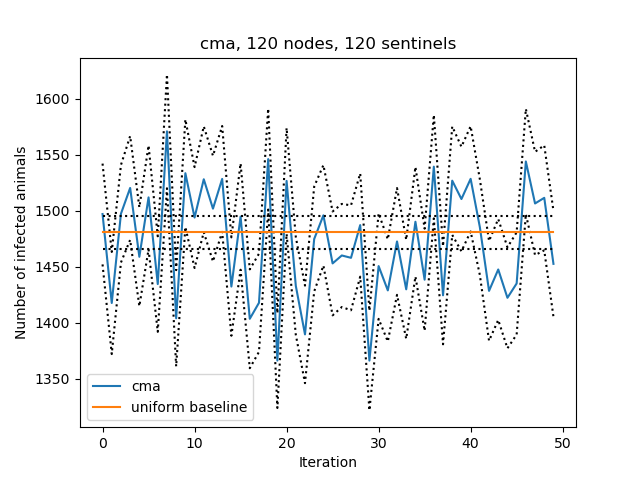 cma, 120 nodes, 120 sentinels
Number of infected animals
1600
1550
1500
1450
1400
1350
cma
uniform baseline
0 10 20 30 40 50
Iteration